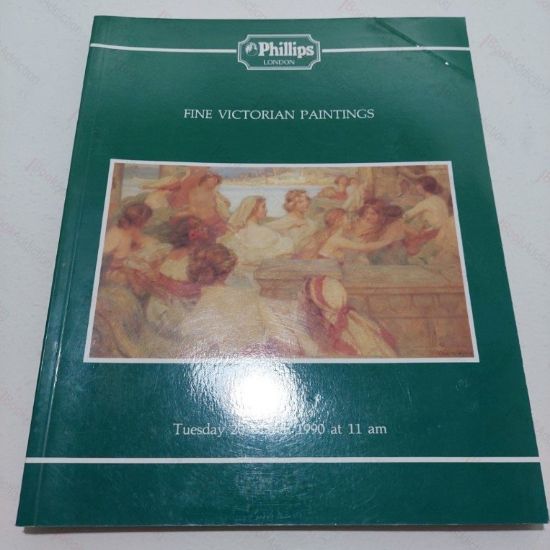 Phillips
LONDON
FINE VICTORIAN PAINTINGS
Tuesday 1990 at 11 am